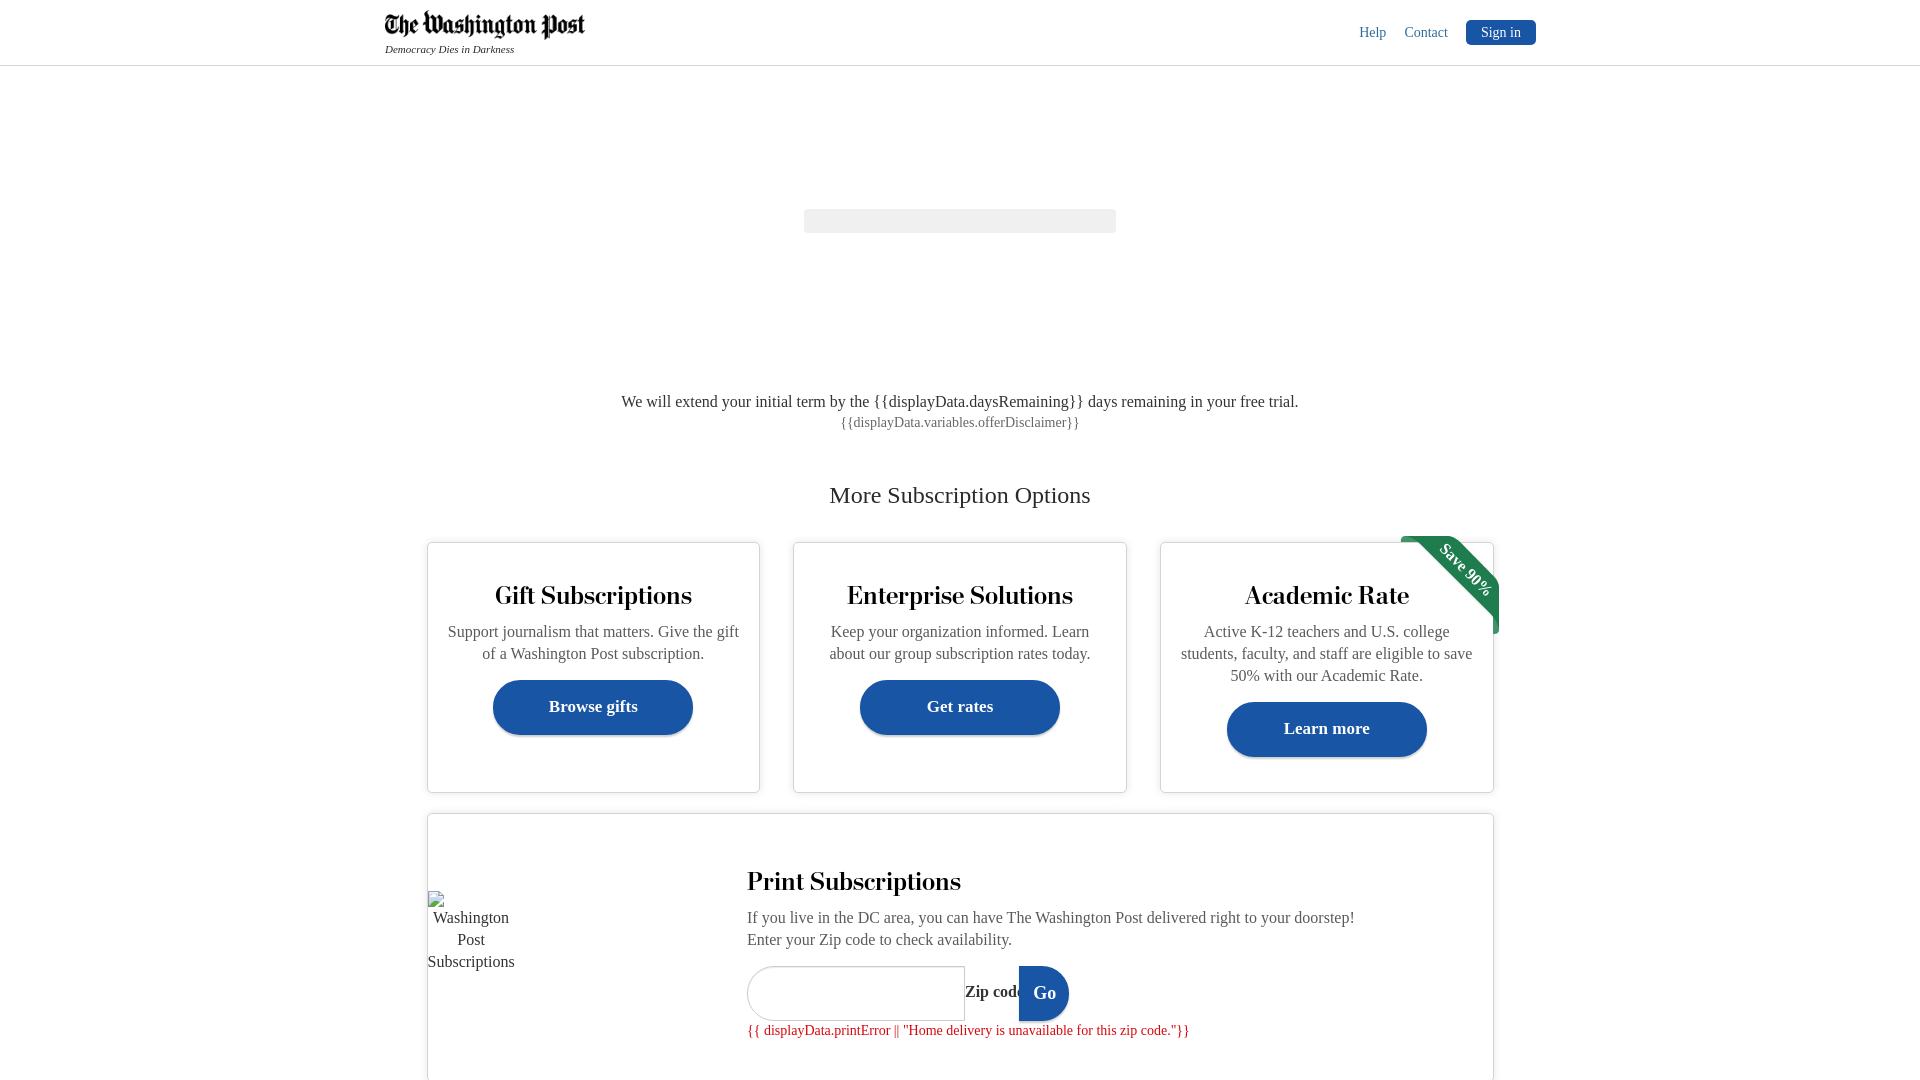 The Washington Post
Democracy Dies in Darkness
Help
Contact
Sign in
We will extend your initial term by the {{displayData.daysRemaining}} days remaining in your free trial.
{{displayData.variables.offerDisclaimer}}
More Subscription Options
Gift Subscriptions
Support journalism that matters. Give the gift
of a Washington Post subscription.
Browse gifts
Enterprise Solutions
Keep your organization informed. Learn
about our group subscription rates today.
Get rates
Save 90%
Academic Rate
Active K-12 teachers and U.S. college
students, faculty, and staff are eligible to save
50% with our Academic Rate.
Learn more
Washington
Post
Subscriptions
Print Subscriptions
If you live in the DC area, you can have The Washington Post delivered right to your doorstep!
Enter your Zip code to check availability.
Zip code
Go
{{ displayData.printError || "Home delivery is unavailable for this zip code."}}